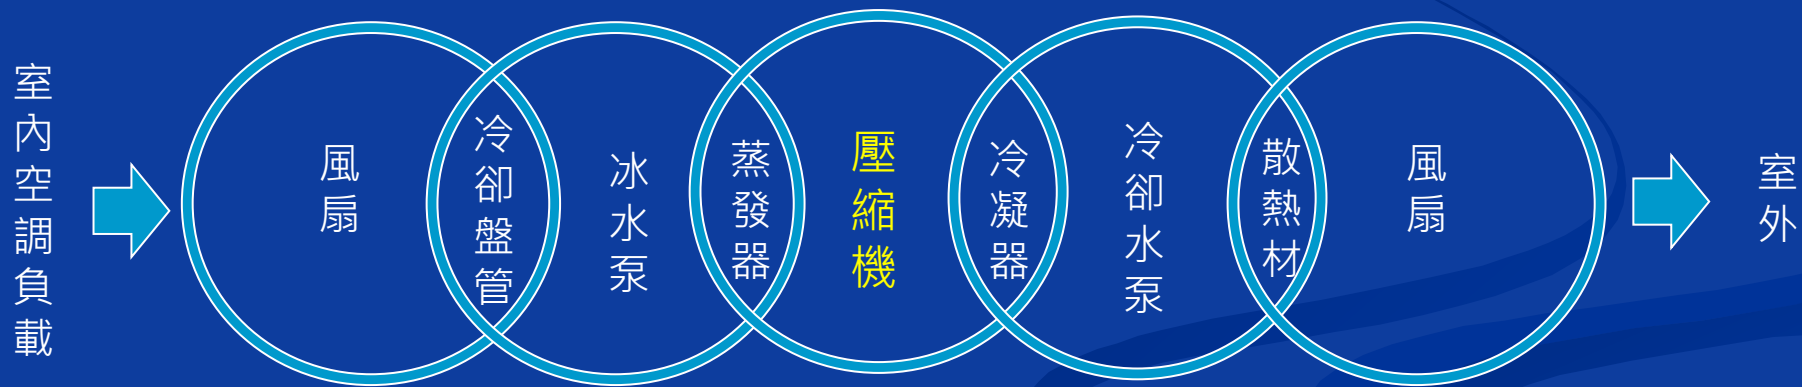 室內空調負載
風扇
冷卻盤管
冰水泵
蒸發器
壓縮機
冷凝器
冷卻水泵
散熱材
風扇
室外